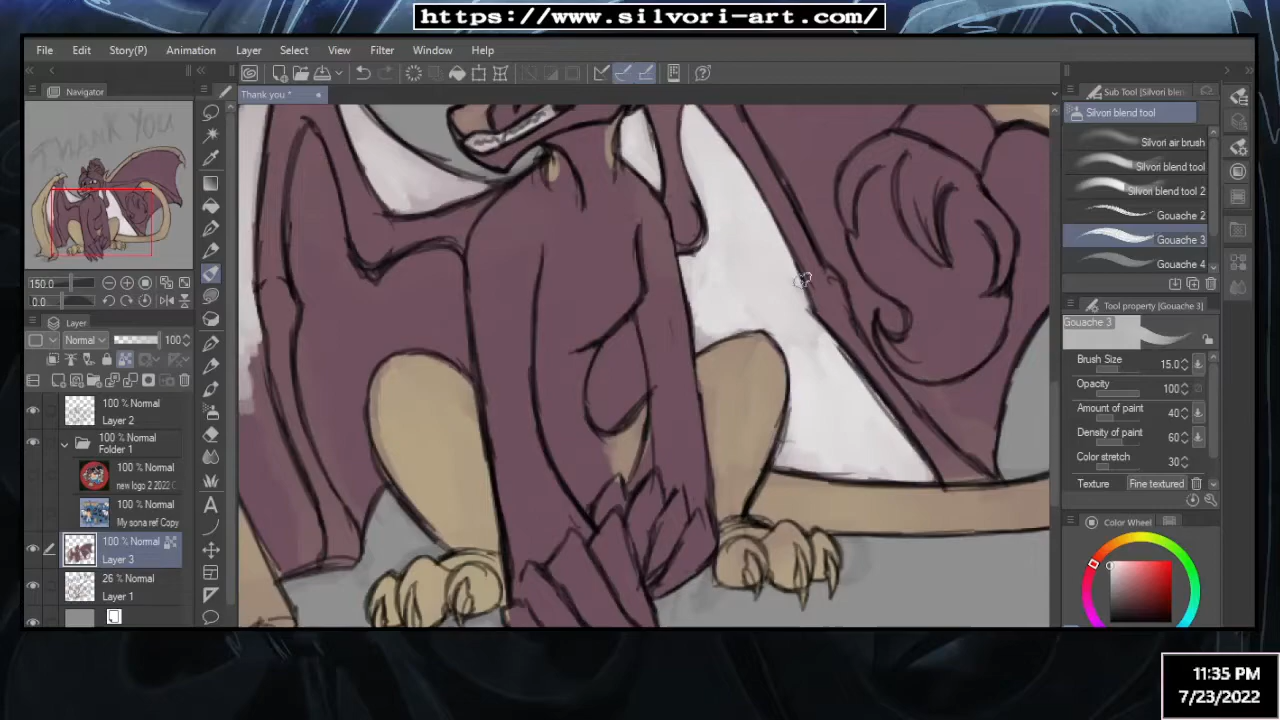 https://www.silvori-art.com/
File Edit Story(P) Animation Layer Select View Filter Window Help
Navigator
Thank you *
Sub Tool [Silvori blen
Silvori blend tool
THANK YOU
Silvori air brush
Silvori blend tool
Silvori blend tool 2
Gouache 2
Gouache 3
Gouache 4
150.0
0.0
Tool property [Gouache 3]
Gouache 3
Layer
Normal 100
Brush Size 15.0
Opacity 100
Amount of paint 40
Density of paint 60
Color stretch 30
Texture Fine textured
100 % Normal
Layer 2
100 % Normal
Folder 1
100 % Normal
new logo 2 2022
100 % Normal
My sona ref Copy
100 % Normal
Layer 3
26 % Normal
Layer 1
Color Wheel
11:35 PM
7/23/2022